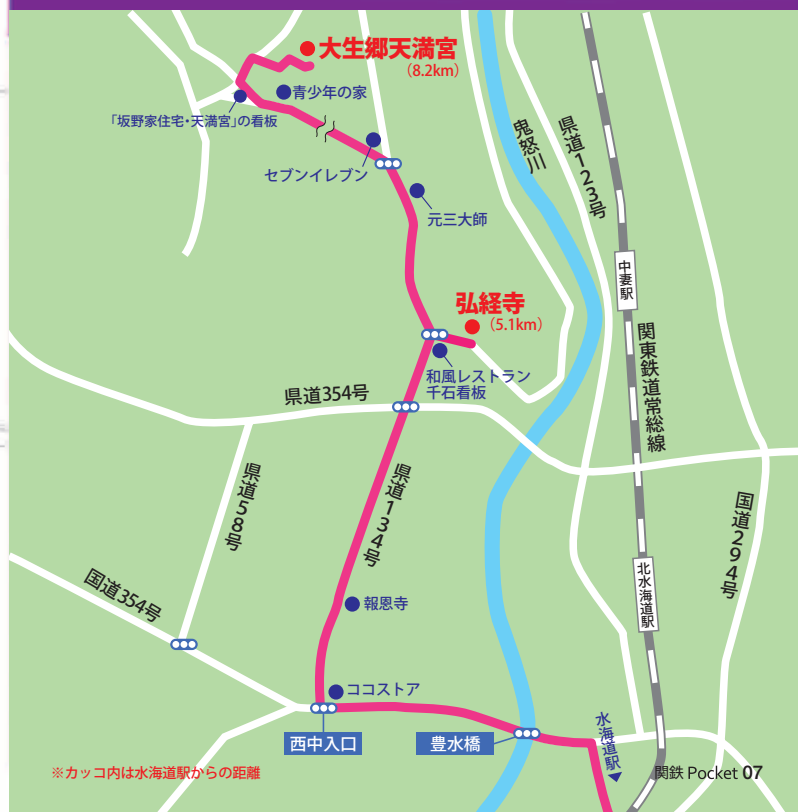 大生郷天満宮
(8.2km)
青少年の家
「坂野家住宅・天満宮」の看板
セブンイレブン
元三大師
鬼怒川
県道123号
中妻駅
弘経寺
(5.1km)
関東鉄道常総線
和風レストラン
千石看板
県道354号
県道58号
県道134号
国道294号
国道354号
北水海道駅
報恩寺
ココストア
西中入口
豊水橋
水海道駅
※カッコ内は水海道駅からの距離
関鉄 Pocket 07